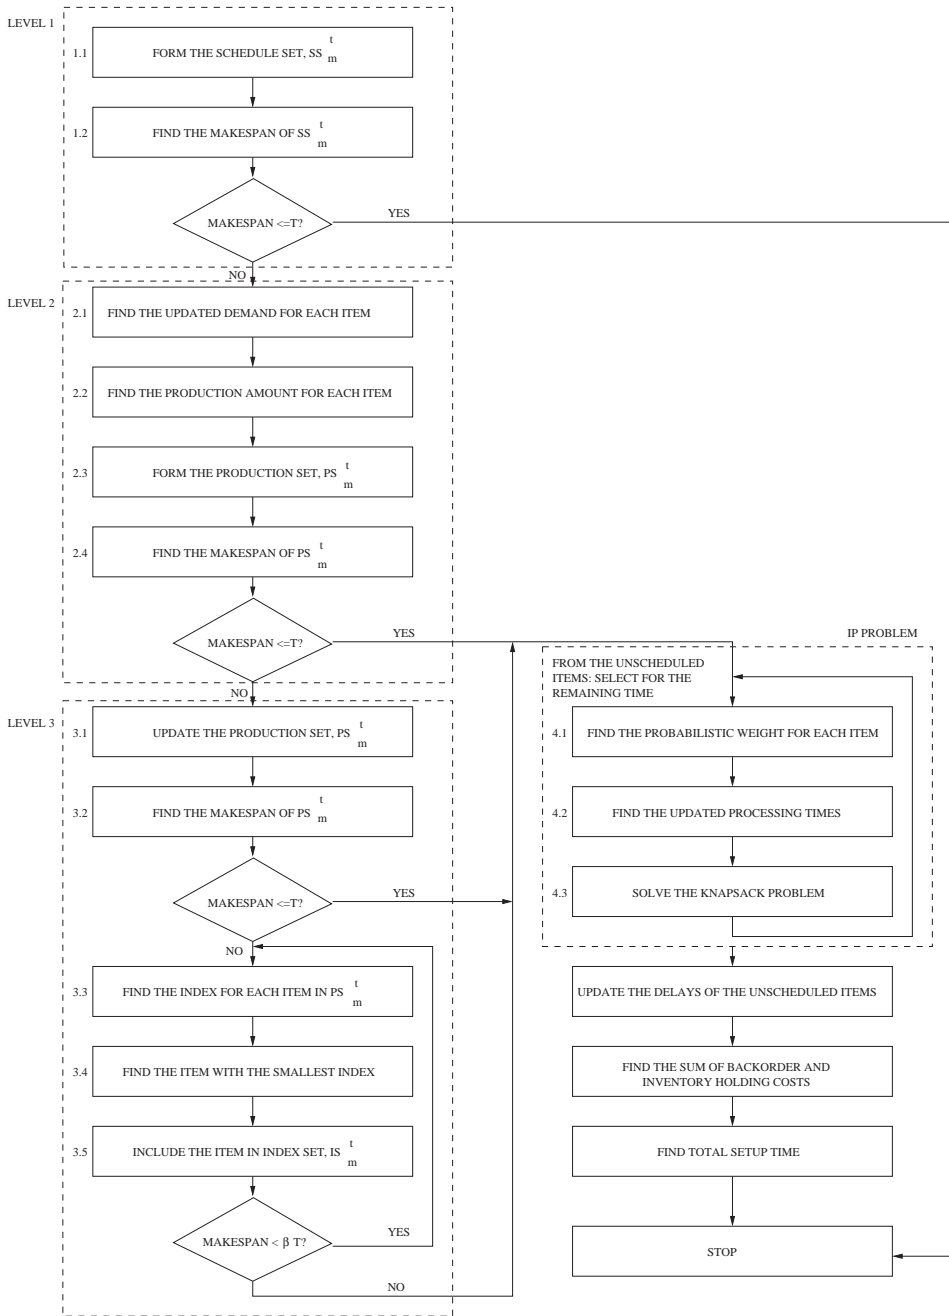 LEVEL 1
1.1 FORM THE SCHEDULE SET, SS t m
1.2 FIND THE MAKESPAN OF SS t m
MAKESPAN <=T?
YES
NO
LEVEL 2
2.1 FIND THE UPDATED DEMAND FOR EACH ITEM
2.2 FIND THE PRODUCTION AMOUNT FOR EACH ITEM
2.3 FORM THE PRODUCTION SET, PS t m
2.4 FIND THE MAKESPAN OF PS t m
MAKESPAN <=T?
YES
NO
LEVEL 3
3.1 UPDATE THE PRODUCTION SET, PS t m
3.2 FIND THE MAKESPAN OF PS t m
MAKESPAN <=T?
YES
NO
3.3 FIND THE INDEX FOR EACH ITEM IN PS t m
3.4 FIND THE ITEM WITH THE SMALLEST INDEX
3.5 INCLUDE THE ITEM IN INDEX SET, IS t m
MAKESPAN < β T?
YES
NO
IP PROBLEM
FROM THE UNSCHEDULED
ITEMS: SELECT FOR THE
REMAINING TIME
4.1 FIND THE PROBABILISTIC WEIGHT FOR EACH ITEM
4.2 FIND THE UPDATED PROCESSING TIMES
4.3 SOLVE THE KNAPSACK PROBLEM
UPDATE THE DELAYS OF THE UNSCHEDULED ITEMS
FIND THE SUM OF BACKORDER AND
INVENTORY HOLDING COSTS
FIND TOTAL SETUP TIME
STOP